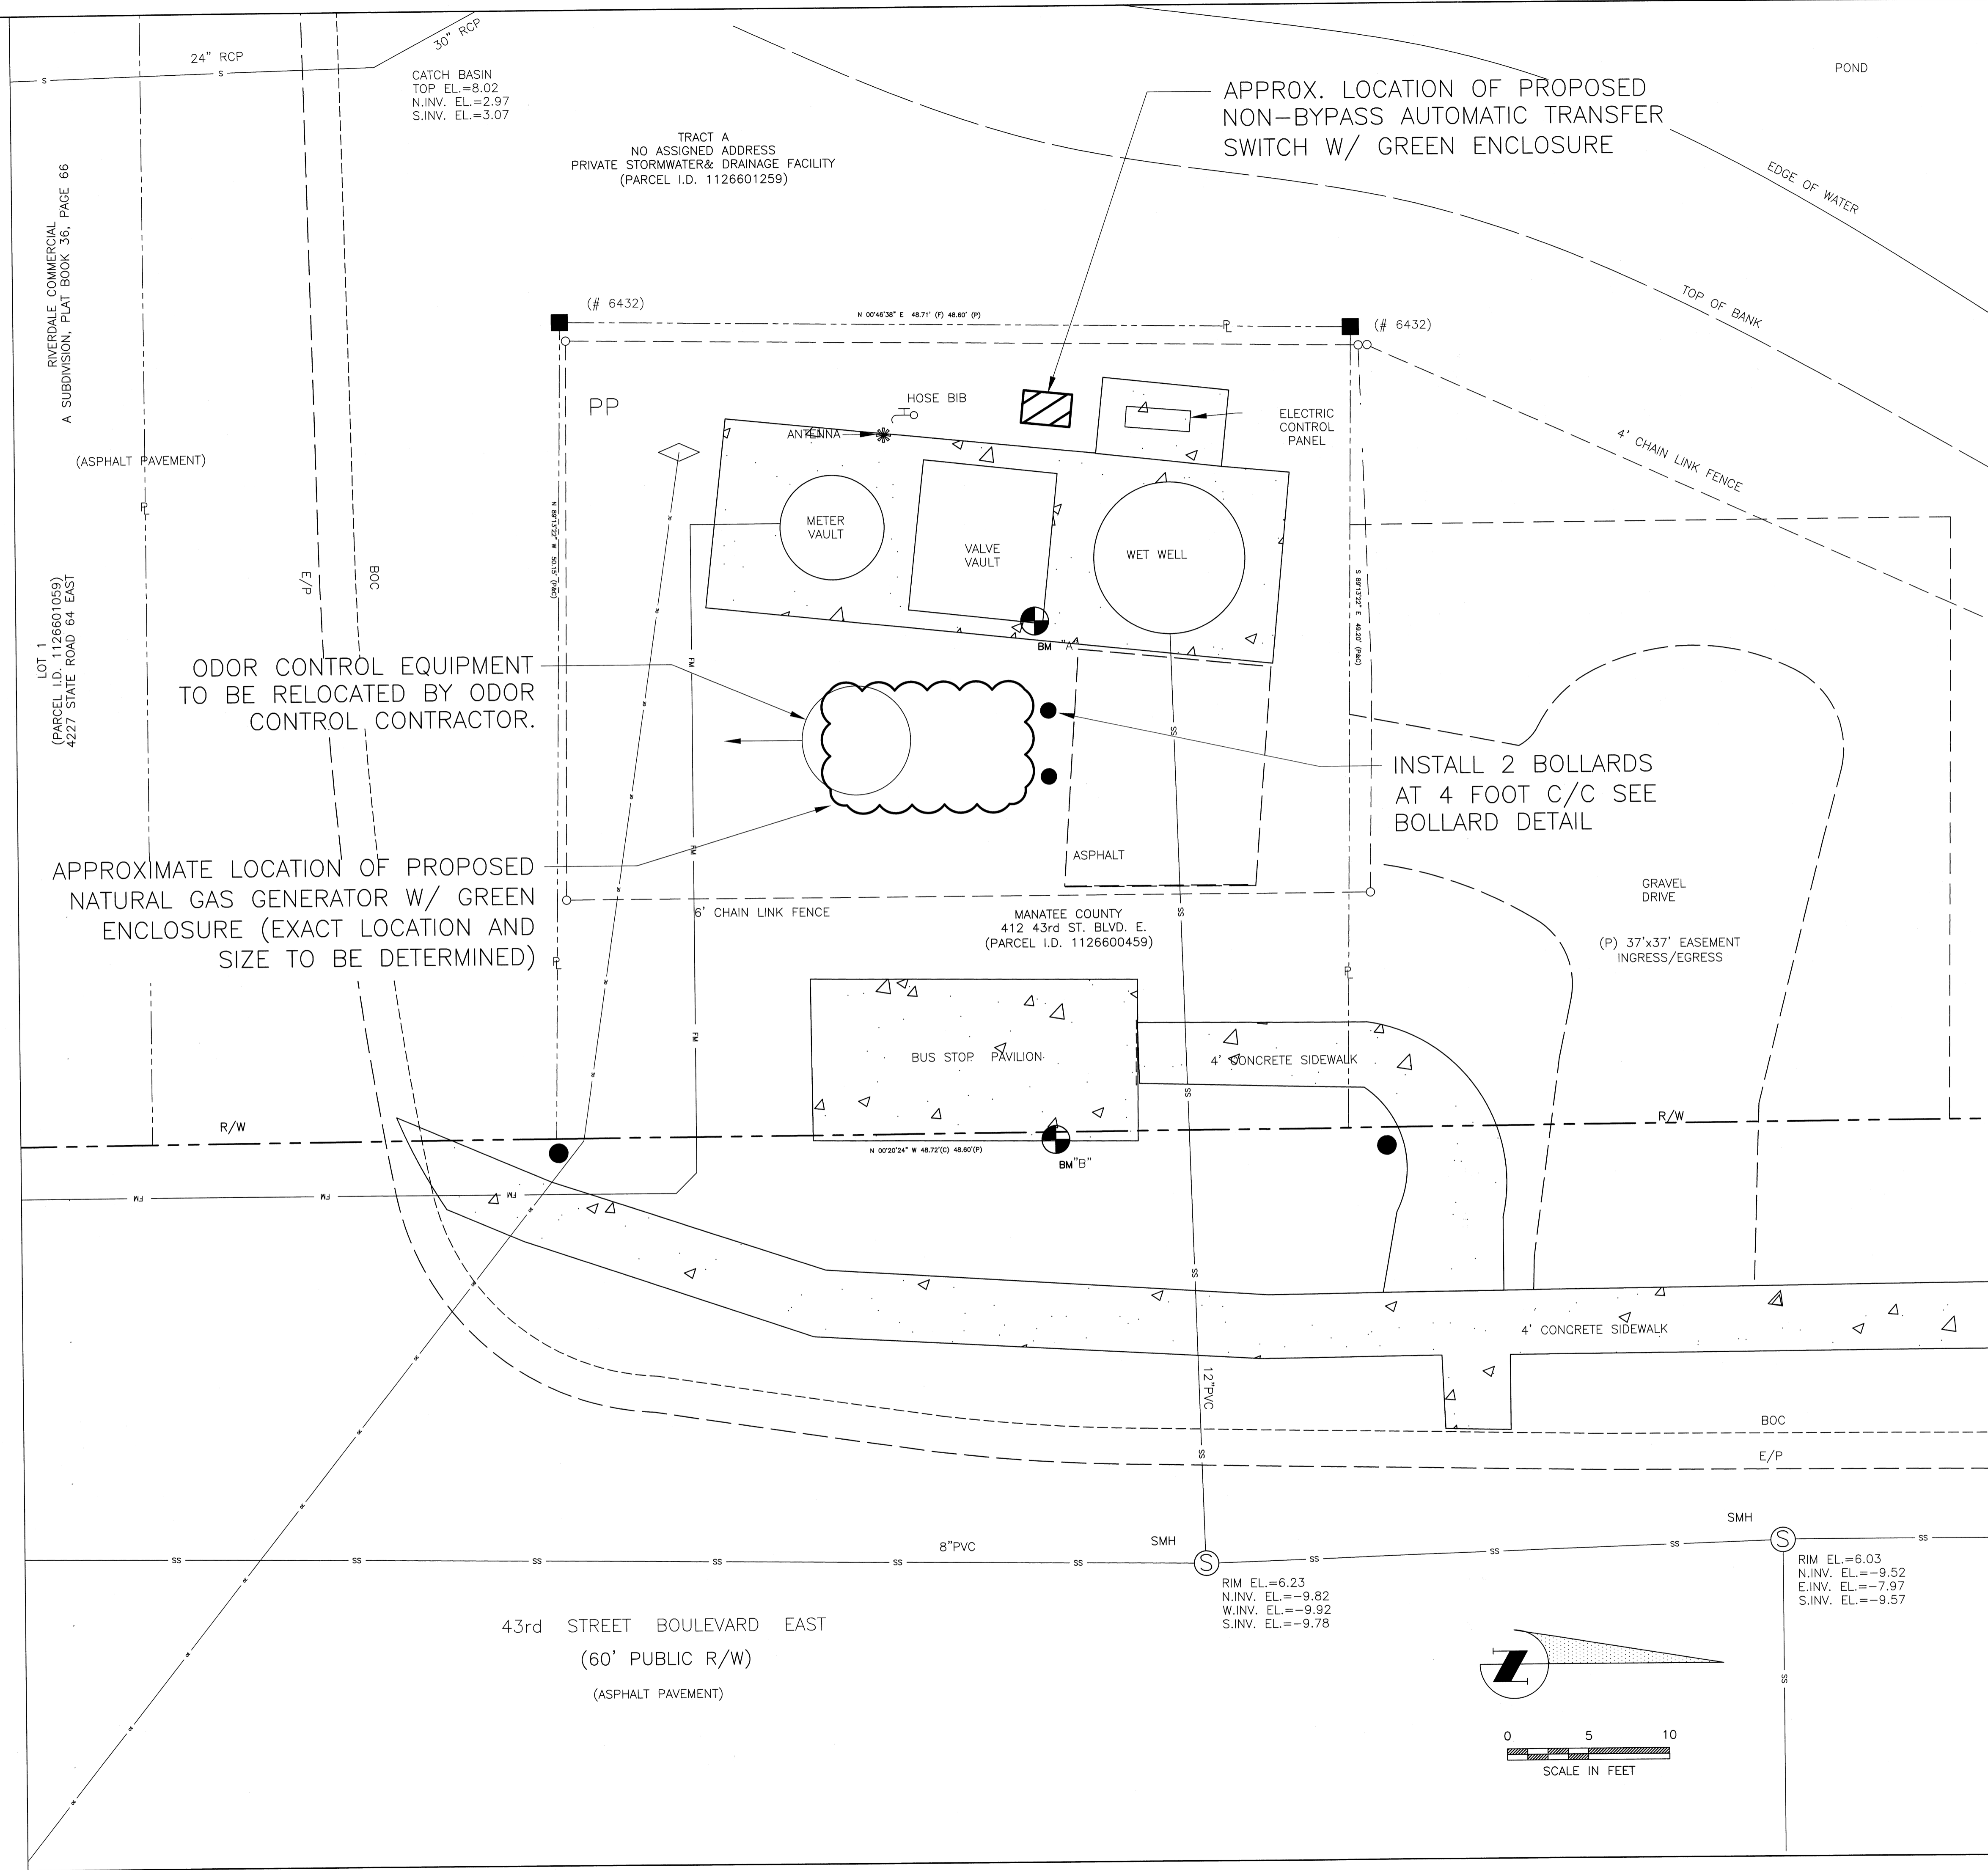 24" RCP
30" RCP
CATCH BASIN
TOP EL.=8.02
N.INV. EL.=2.97
S.INV. EL.=3.07
TRACT A
NO ASSIGNED ADDRESS
PRIVATE STORMWATER& DRAINAGE FACILITY
(PARCEL I.D. 1126601259)
APPROX. LOCATION OF PROPOSED
NON-BYPASS AUTOMATIC TRANSFER
SWITCH W/ GREEN ENCLOSURE
POND
EDGE OF WATER
TOP OF BANK
4' CHAIN LINK FENCE
RIVERDALE COMMERCIAL
A SUBDIVISION, PLAT BOOK 36, PAGE 66
(ASPHALT PAVEMENT)
LOT 1
(PARCEL I.D. 1126601059)
4227 STATE ROAD 64 EAST
E/P
BOC
(# 6432)
N 00°46'38" E 48.71' (F) 48.60' (P)
(# 6432)
PP
HOSE BIB
ANTENNA
ELECTRIC
CONTROL
PANEL
METER
VAULT
VALVE
VAULT
WET WELL
N 89°13'22" W 50.15' (P&C)
S 89°13'22" E 49.20' (P&C)
BM "A"
ODOR CONTROL EQUIPMENT
TO BE RELOCATED BY ODOR
CONTROL CONTRACTOR.
INSTALL 2 BOLLARDS
AT 4 FOOT C/C SEE
BOLLARD DETAIL
APPROXIMATE LOCATION OF PROPOSED
NATURAL GAS GENERATOR W/ GREEN
ENCLOSURE (EXACT LOCATION AND
SIZE TO BE DETERMINED)
ASPHALT
6' CHAIN LINK FENCE
MANATEE COUNTY
412 43rd ST. BLVD. E.
(PARCEL I.D. 1126600459)
GRAVEL
DRIVE
(P) 37'x37' EASEMENT
INGRESS/EGRESS
BUS STOP PAVILION
4' CONCRETE SIDEWALK
R/W
R/W
N 00°20'24" W 48.72'(C) 48.60'(P)
BM"B"
4' CONCRETE SIDEWALK
12"PVC
BOC
E/P
8"PVC
SMH
S
RIM EL.=6.23
N.INV. EL.=-9.82
W.INV. EL.=-9.92
S.INV. EL.=-9.78
SMH
S
RIM EL.=6.03
N.INV. EL.=-9.52
E.INV. EL.=-7.97
S.INV. EL.=-9.57
43rd STREET BOULEVARD EAST
(60' PUBLIC R/W)
(ASPHALT PAVEMENT)
0 5 10
SCALE IN FEET